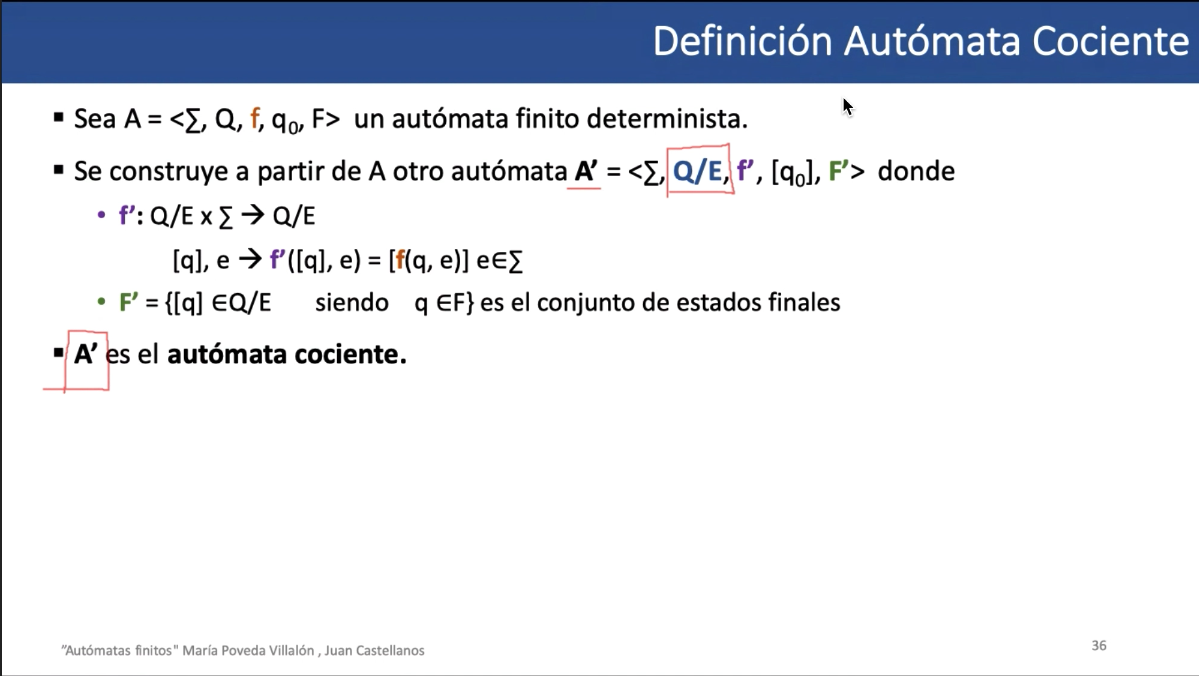 Definición Autómata Cociente
▪ Sea A = <∑, Q, f, q₀, F> un autómata finito determinista.
▪ Se construye a partir de A otro autómata A’ = <∑, Q/E, f’, [q₀], F’> donde
• f’: Q/E x ∑ → Q/E
[q], e → f’([q], e) = [f(q, e)] e∈∑
• F’ = {[q] ∈Q/E siendo q ∈F} es el conjunto de estados finales
▪ A’ es el autómata cociente.
”Autómatas finitos" María Poveda Villalón , Juan Castellanos
36